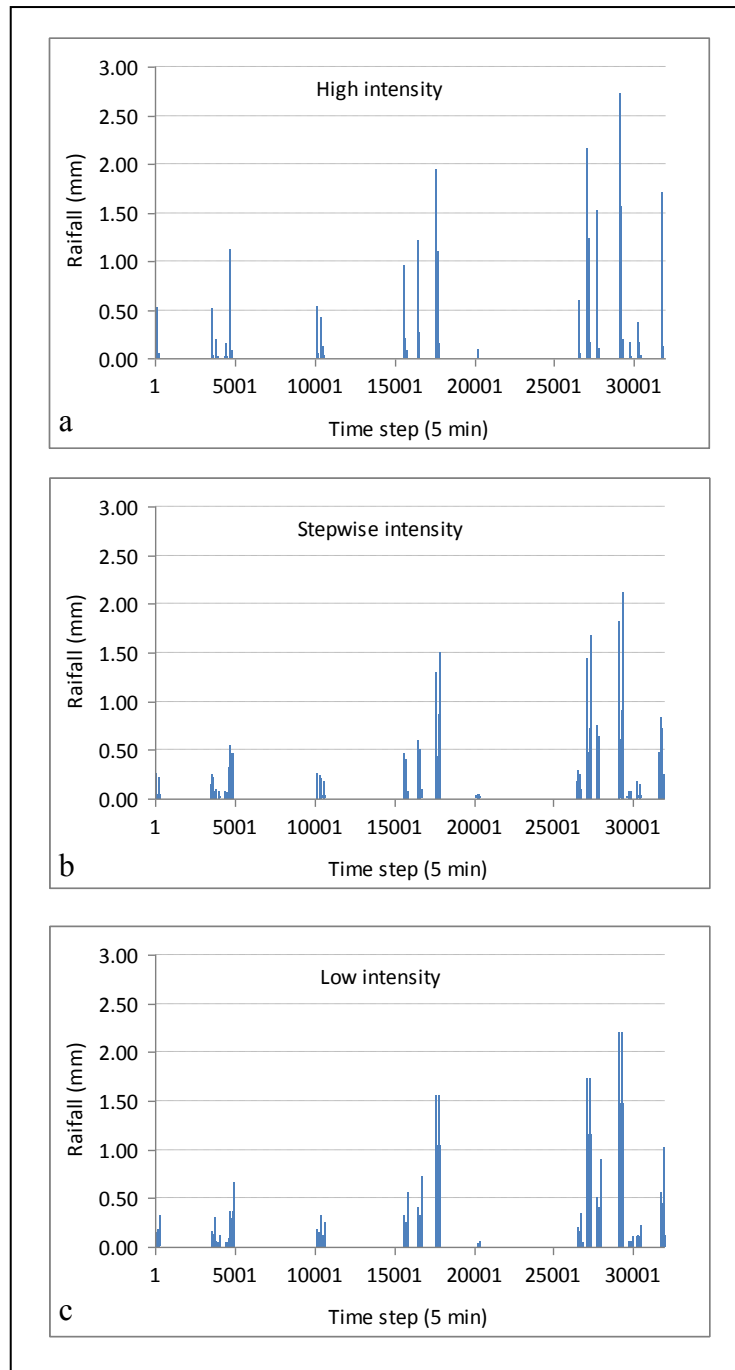 High intensity
3.00
2.50
2.00
1.50
1.00
0.50
0.00
Raifall (mm)
1 5001 10001 15001 20001 25001 30001
Time step (5 min)
a
Stepwise intensity
3.00
2.50
2.00
1.50
1.00
0.50
0.00
Raifall (mm)
1 5001 10001 15001 20001 25001 30001
Time step (5 min)
b
Low intensity
3.00
2.50
2.00
1.50
1.00
0.50
0.00
Raifall (mm)
1 5001 10001 15001 20001 25001 30001
Time step (5 min)
c